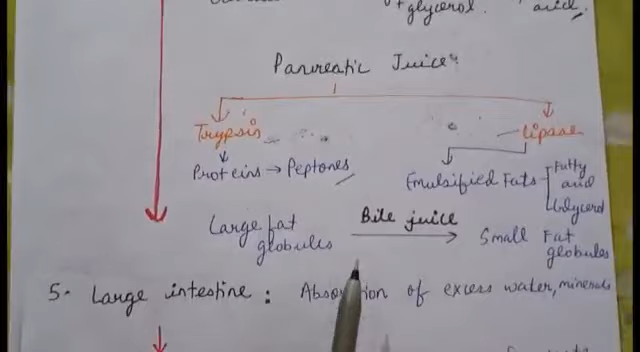 + glycerol. acid,
Pancreatic Juice:
Trypsin Lipase
Proteins → Peptones
Emulsified Fats Fatty
and
Glycerol
Large fat
globules
Bile juice
Small Fat
globules
5. Large intestine: Absorption of excess water, minerals